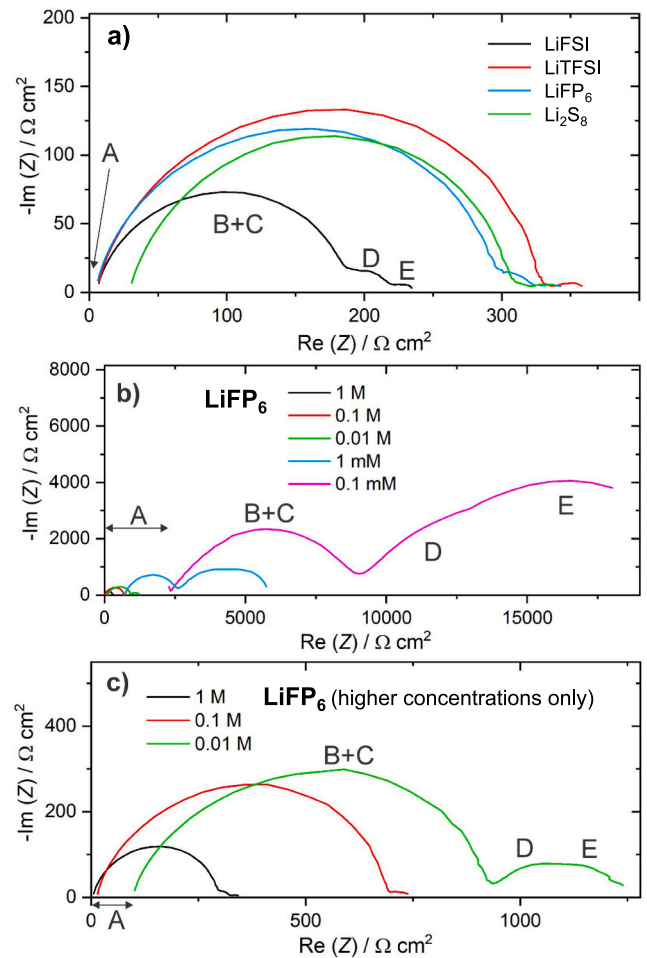 a)
200
150
100
50
0
-Im (Z) / Ω cm²
LiFSI
LiTFSI
LiFP₆
Li₂S₈
A
B+C
D
E
0 100 200 300
Re (Z) / Ω cm²
b)
LiFP₆
8000
6000
4000
2000
0
-Im (Z) / Ω cm²
1 M
0.1 M
0.01 M
1 mM
0.1 mM
A
B+C
D
E
0 5000 10000 15000
Re (Z) / Ω cm²
c)
LiFP₆ (higher concentrations only)
400
200
0
-Im (Z) / Ω cm²
1 M
0.1 M
0.01 M
B+C
D
E
A
0 500 1000
Re (Z) / Ω cm²